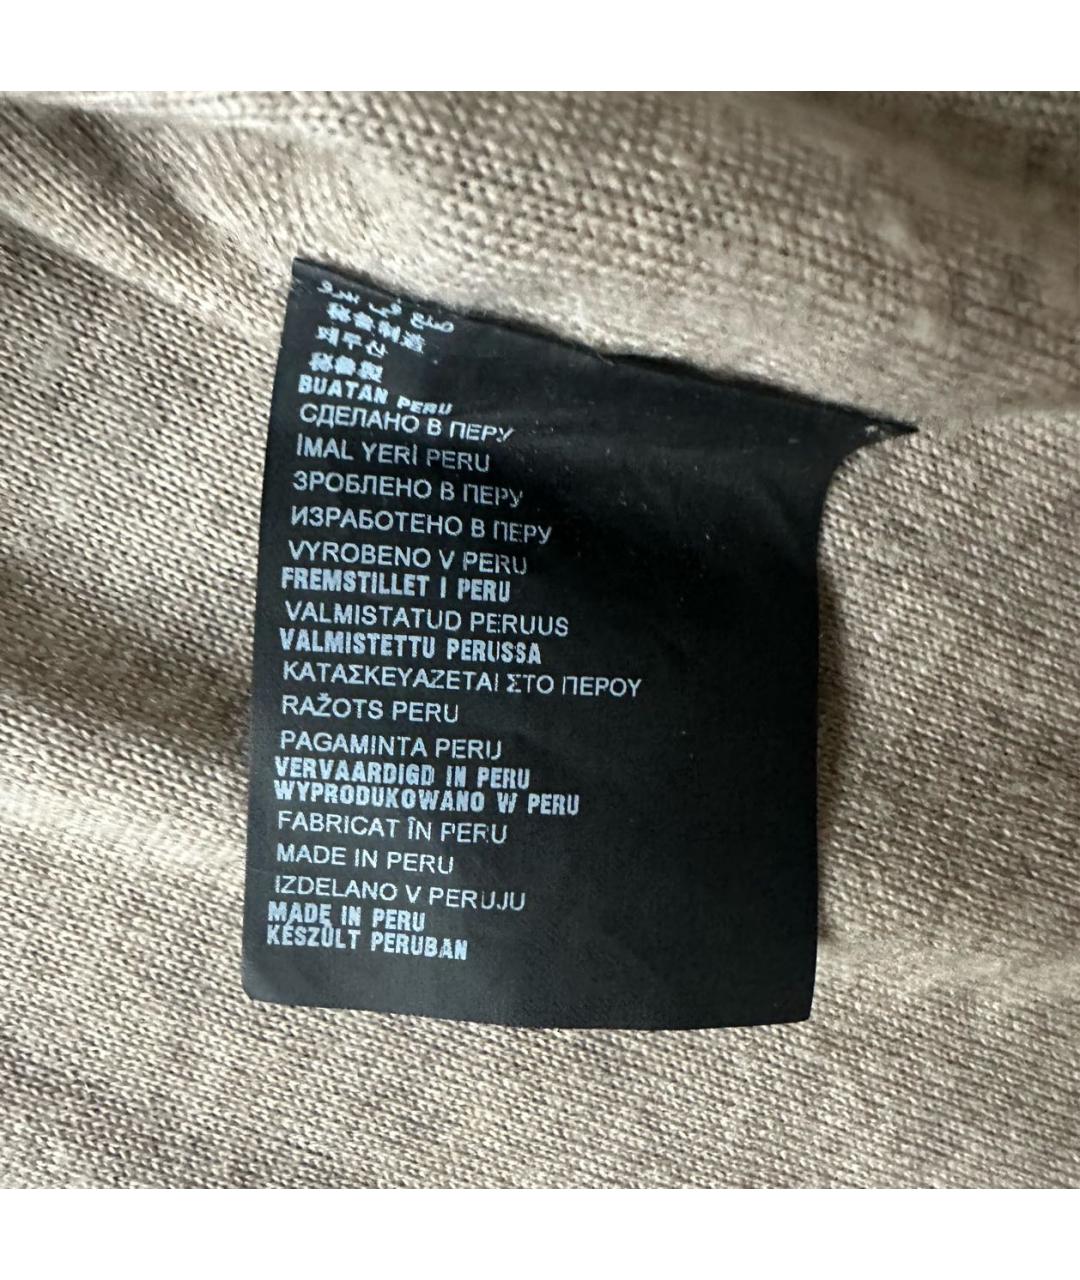 صنع في بيرو
秘鲁制造
페루산
秘魯製
BUATAN PERU
СДЕЛАНО В ПЕРУ
İMAL YERİ PERU
ЗРОБЛЕНО В ПЕРУ
ИЗРАБОТЕНО В ПЕРУ
VYROBENO V PERU
FREMSTILLET I PERU
VALMISTATUD PERUUS
VALMISTETTU PERUSSA
ΚΑΤΑΣΚΕΥΑΖΕΤΑΙ ΣΤΟ ΠΕΡΟΥ
RAŽOTS PERU
PAGAMINTA PERU
VERVAARDIGD IN PERU
WYPRODUKOWANO W PERU
FABRICAT ÎN PERU
MADE IN PERU
IZDELANO V PERUJU
MADE IN PERU
KÉSZÜLT PERUBAN